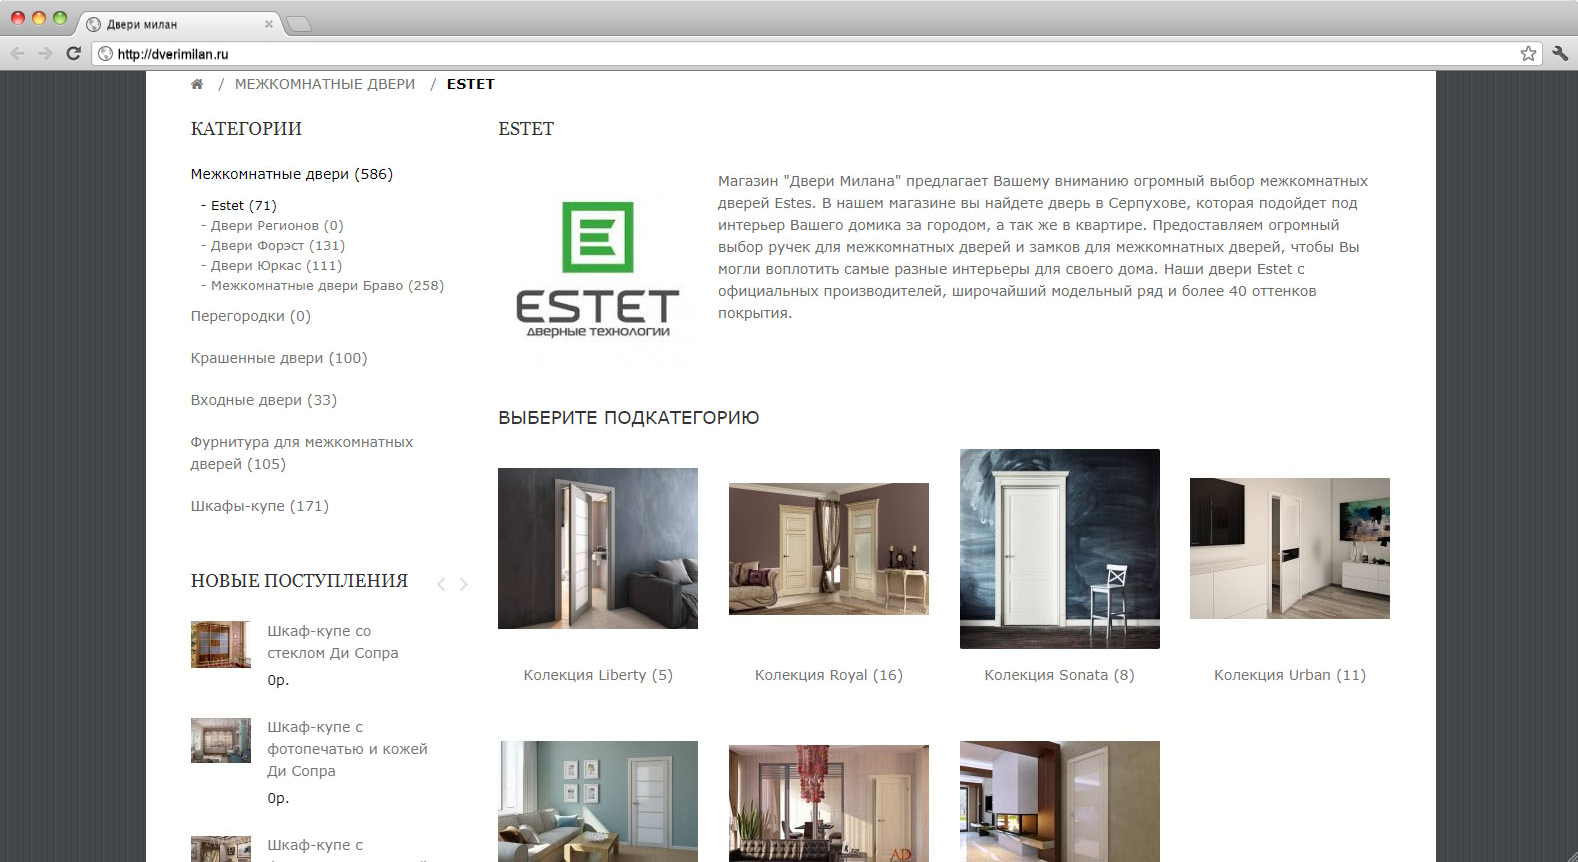 Двери милан
http://dverimilan.ru
/ МЕЖКОМНАТНЫЕ ДВЕРИ / ESTET
КАТЕГОРИИ
Межкомнатные двери (586)
- Estet (71)
- Двери Регионов (0)
- Двери Форэст (131)
- Двери Юркас (111)
- Межкомнатные двери Браво (258)
Перегородки (0)
Крашенные двери (100)
Входные двери (33)
Фурнитура для межкомнатных
дверей (105)
Шкафы-купе (171)
НОВЫЕ ПОСТУПЛЕНИЯ
Шкаф-купе со
стеклом Ди Сопра
0р.
Шкаф-купе с
фотопечатью и кожей
Ди Сопра
0р.
Шкаф-купе с
ESTET
ESTET
ДВЕРНЫЕ ТЕХНОЛОГИИ
Магазин "Двери Милана" предлагает Вашему вниманию огромный выбор межкомнатных
дверей Estes. В нашем магазине вы найдете дверь в Серпухове, которая подойдет под
интерьер Вашего домика за городом, а так же в квартире. Предоставляем огромный
выбор ручек для межкомнатных дверей и замков для межкомнатных дверей, чтобы Вы
могли воплотить самые разные интерьеры для своего дома. Наши двери Estet с
официальных производителей, широчайший модельный ряд и более 40 оттенков
покрытия.
ВЫБЕРИТЕ ПОДКАТЕГОРИЮ
Колекция Liberty (5)
Колекция Royal (16)
Колекция Sonata (8)
Колекция Urban (11)
AD